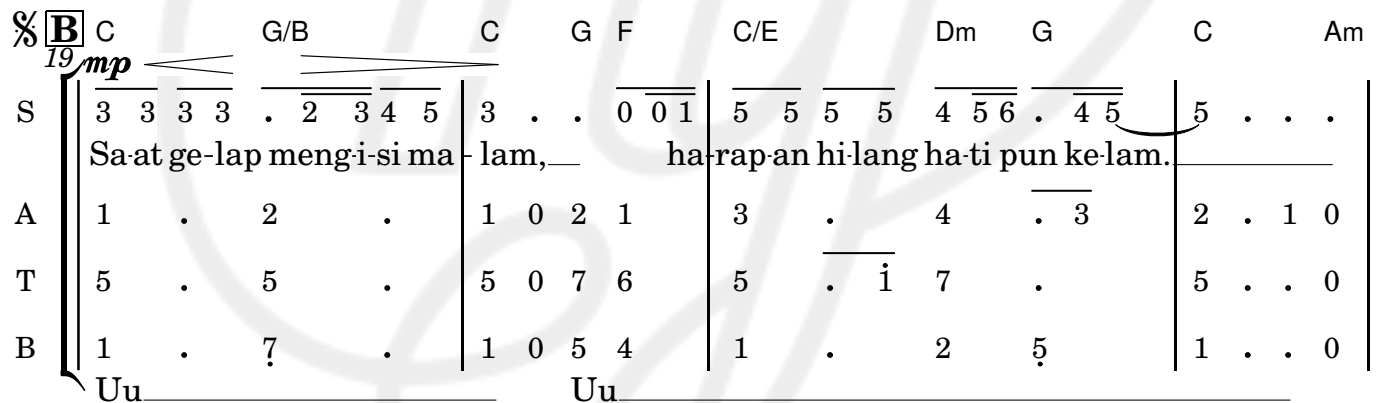 𝄋 B C G/B C G F C/E Dm G C Am
19 mp
S 3 3 3 3 . 2 3 4 5 3 . . 0 0 1 5 5 5 5 4 5 6 . 4 5 5 . . .
Sa-at ge-lap meng-i-si ma-lam,__ ha-rap-an hi-lang ha-ti pun ke-lam.__
A 1 . 2 . 1 0 2 1 3 . 4 . 3 2 . 1 0
T 5 . 5 . 5 0 7 6 5 . 1̇ 7 . 5 . . 0
B 1 . 7̣ . 1 0 5 4 1 . 2 5̣ 1 . . 0
Uu__ Uu__